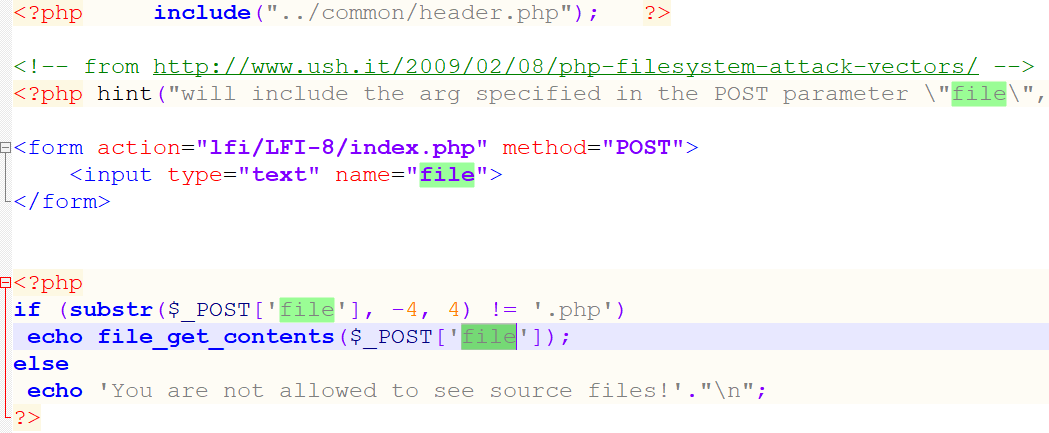 <?php     include("../common/header.php");   ?>
<!-- from http://www.ush.it/2009/02/08/php-filesystem-attack-vectors/ -->
<?php hint("will include the arg specified in the POST parameter \"file\",
<form action="lfi/LFI-8/index.php" method="POST">
    <input type="text" name="file">
</form>
<?php
if (substr($_POST['file'], -4, 4) != '.php')
 echo file_get_contents($_POST['file']);
else
 echo 'You are not allowed to see source files!'."\n";
?>